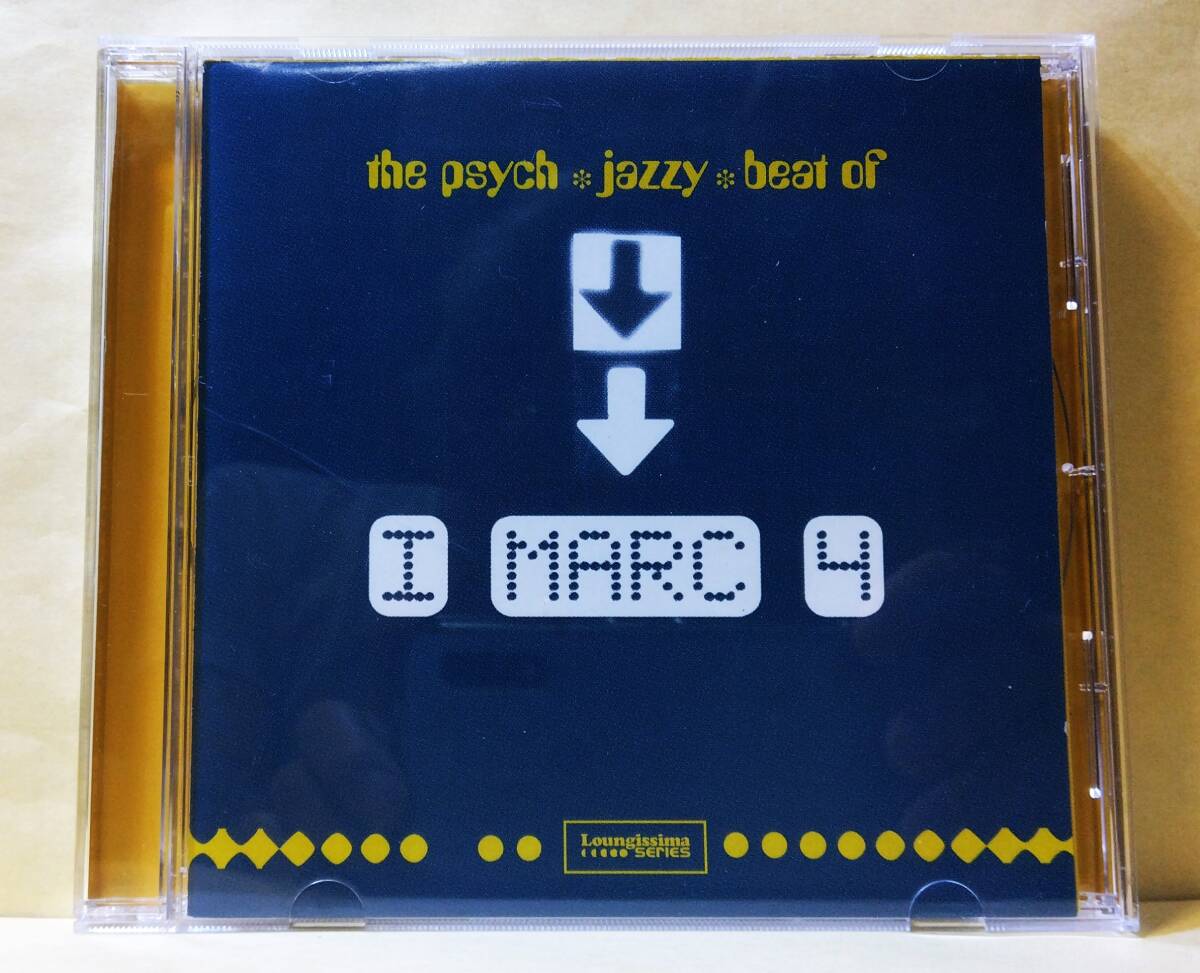 the psych * jazzy * beat of
I MARC 4
Loungissima
SERIES